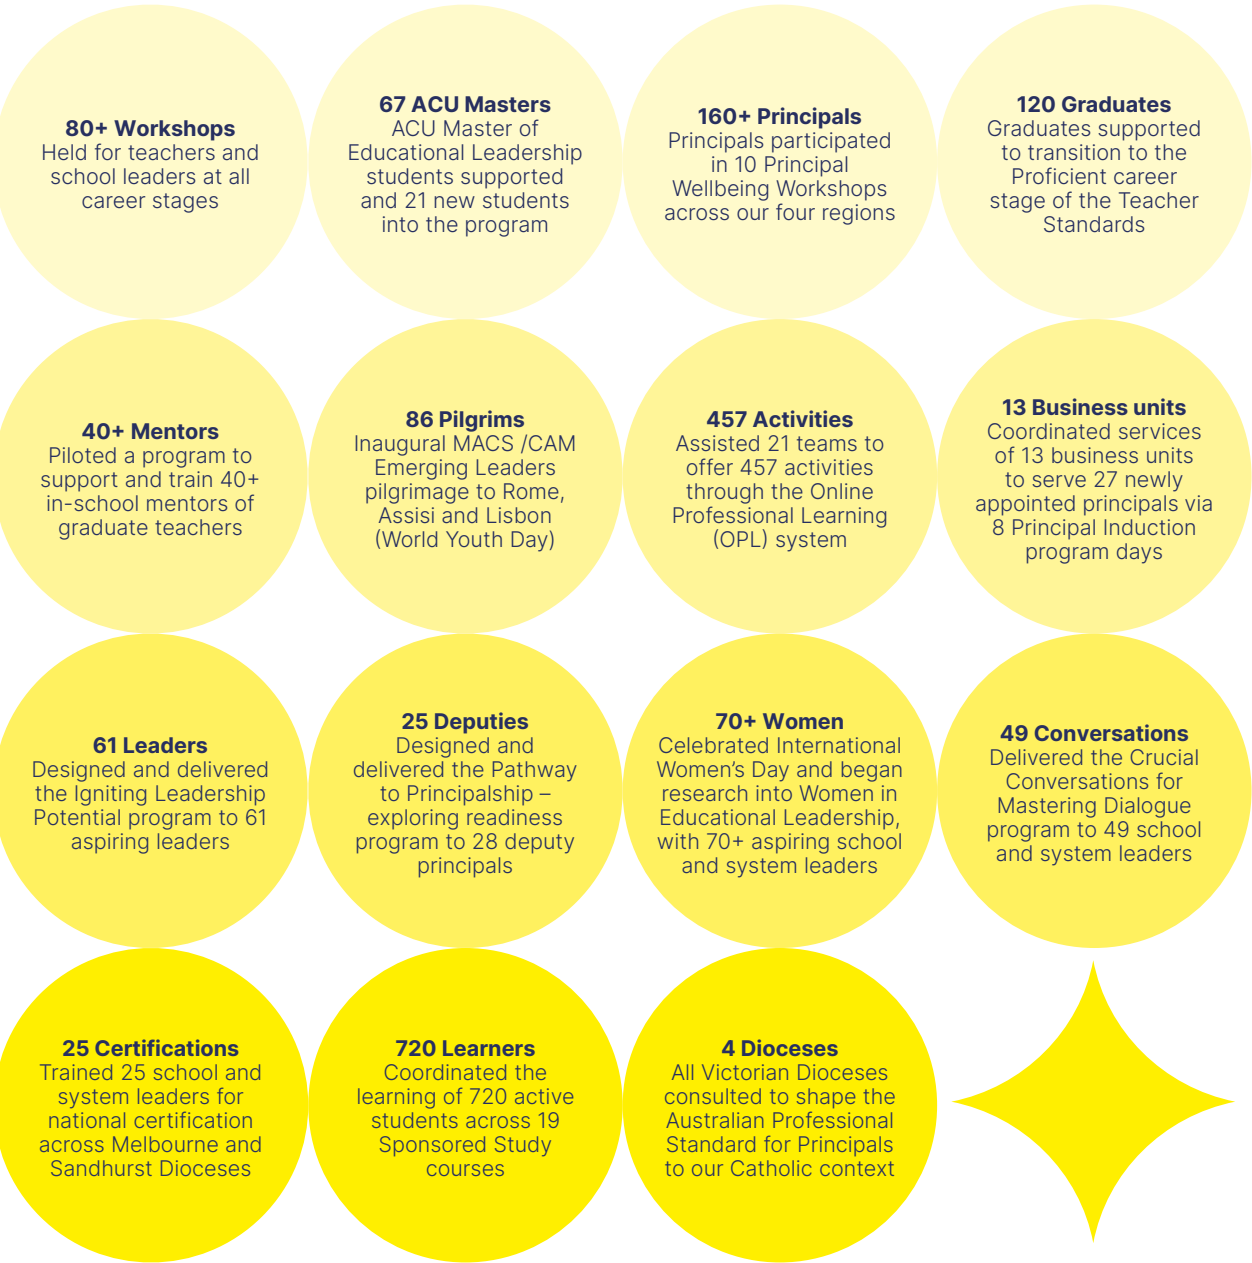 80+ Workshops
Held for teachers and
school leaders at all
career stages
67 ACU Masters
ACU Master of
Educational Leadership
students supported
and 21 new students
into the program
160+ Principals
Principals participated
in 10 Principal
Wellbeing Workshops
across our four regions
120 Graduates
Graduates supported
to transition to the
Proficient career
stage of the Teacher
Standards
40+ Mentors
Piloted a program to
support and train 40+
in-school mentors of
graduate teachers
86 Pilgrims
Inaugural MACS /CAM
Emerging Leaders
pilgrimage to Rome,
Assisi and Lisbon
(World Youth Day)
457 Activities
Assisted 21 teams to
offer 457 activities
through the Online
Professional Learning
(OPL) system
13 Business units
Coordinated services
of 13 business units
to serve 27 newly
appointed principals via
8 Principal Induction
program days
61 Leaders
Designed and delivered
the Igniting Leadership
Potential program to 61
aspiring leaders
25 Deputies
Designed and
delivered the Pathway
to Principalship –
exploring readiness
program to 28 deputy
principals
70+ Women
Celebrated International
Women’s Day and began
research into Women in
Educational Leadership,
with 70+ aspiring school
and system leaders
49 Conversations
Delivered the Crucial
Conversations for
Mastering Dialogue
program to 49 school
and system leaders
25 Certifications
Trained 25 school and
system leaders for
national certification
across Melbourne and
Sandhurst Dioceses
720 Learners
Coordinated the
learning of 720 active
students across 19
Sponsored Study
courses
4 Dioceses
All Victorian Dioceses
consulted to shape the
Australian Professional
Standard for Principals
to our Catholic context